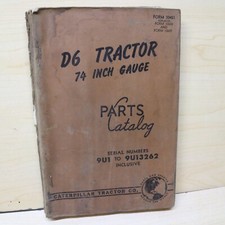 D6 TRACTOR
74 INCH GAUGE
PARTS
Catalog
SERIAL NUMBERS
9U1 TO 9U13262
INCLUSIVE
CATERPILLAR TRACTOR CO.